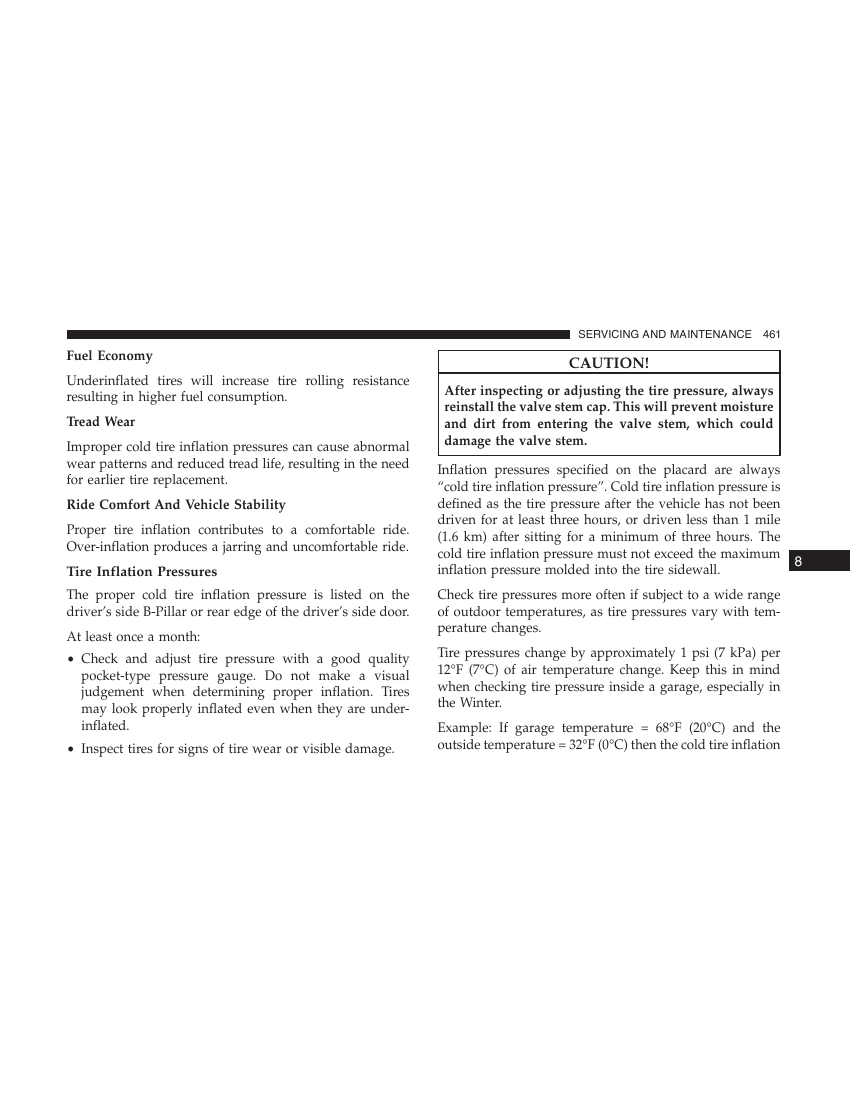 SERVICING AND MAINTENANCE 461
Fuel Economy
Underinflated tires will increase tire rolling resistance
resulting in higher fuel consumption.
Tread Wear
Improper cold tire inflation pressures can cause abnormal
wear patterns and reduced tread life, resulting in the need
for earlier tire replacement.
Ride Comfort And Vehicle Stability
Proper tire inflation contributes to a comfortable ride.
Over-inflation produces a jarring and uncomfortable ride.
Tire Inflation Pressures
The proper cold tire inflation pressure is listed on the
driver’s side B-Pillar or rear edge of the driver’s side door.
At least once a month:
• Check and adjust tire pressure with a good quality
pocket-type pressure gauge. Do not make a visual
judgement when determining proper inflation. Tires
may look properly inflated even when they are under-
inflated.
• Inspect tires for signs of tire wear or visible damage.
CAUTION!
After inspecting or adjusting the tire pressure, always
reinstall the valve stem cap. This will prevent moisture
and dirt from entering the valve stem, which could
damage the valve stem.
Inflation pressures specified on the placard are always
“cold tire inflation pressure”. Cold tire inflation pressure is
defined as the tire pressure after the vehicle has not been
driven for at least three hours, or driven less than 1 mile
(1.6 km) after sitting for a minimum of three hours. The
cold tire inflation pressure must not exceed the maximum
inflation pressure molded into the tire sidewall.
Check tire pressures more often if subject to a wide range
of outdoor temperatures, as tire pressures vary with tem-
perature changes.
Tire pressures change by approximately 1 psi (7 kPa) per
12°F (7°C) of air temperature change. Keep this in mind
when checking tire pressure inside a garage, especially in
the Winter.
Example: If garage temperature = 68°F (20°C) and the
outside temperature = 32°F (0°C) then the cold tire inflation
8